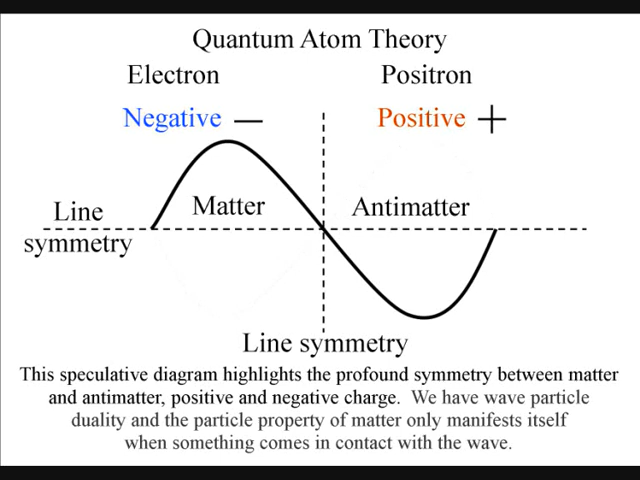 Quantum Atom Theory
Electron Positron
Negative — Positive +
Matter Antimatter
Line
symmetry
Line symmetry
This speculative diagram highlights the profound symmetry between matter
and antimatter, positive and negative charge. We have wave particle
duality and the particle property of matter only manifests itself
when something comes in contact with the wave.